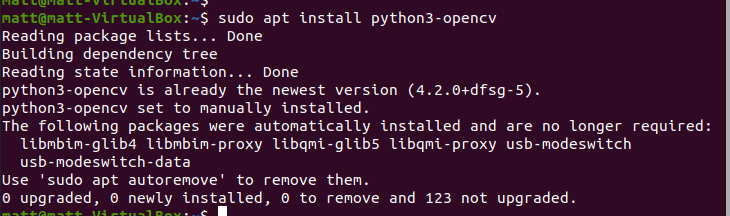 matt@matt-VirtualBox:~$
matt@matt-VirtualBox:~$ sudo apt install python3-opencv
Reading package lists... Done
Building dependency tree
Reading state information... Done
python3-opencv is already the newest version (4.2.0+dfsg-5).
python3-opencv set to manually installed.
The following packages were automatically installed and are no longer required:
  libmbim-glib4 libmbim-proxy libqmi-glib5 libqmi-proxy usb-modeswitch
  usb-modeswitch-data
Use 'sudo apt autoremove' to remove them.
0 upgraded, 0 newly installed, 0 to remove and 123 not upgraded.
matt@matt-VirtualBox:~$